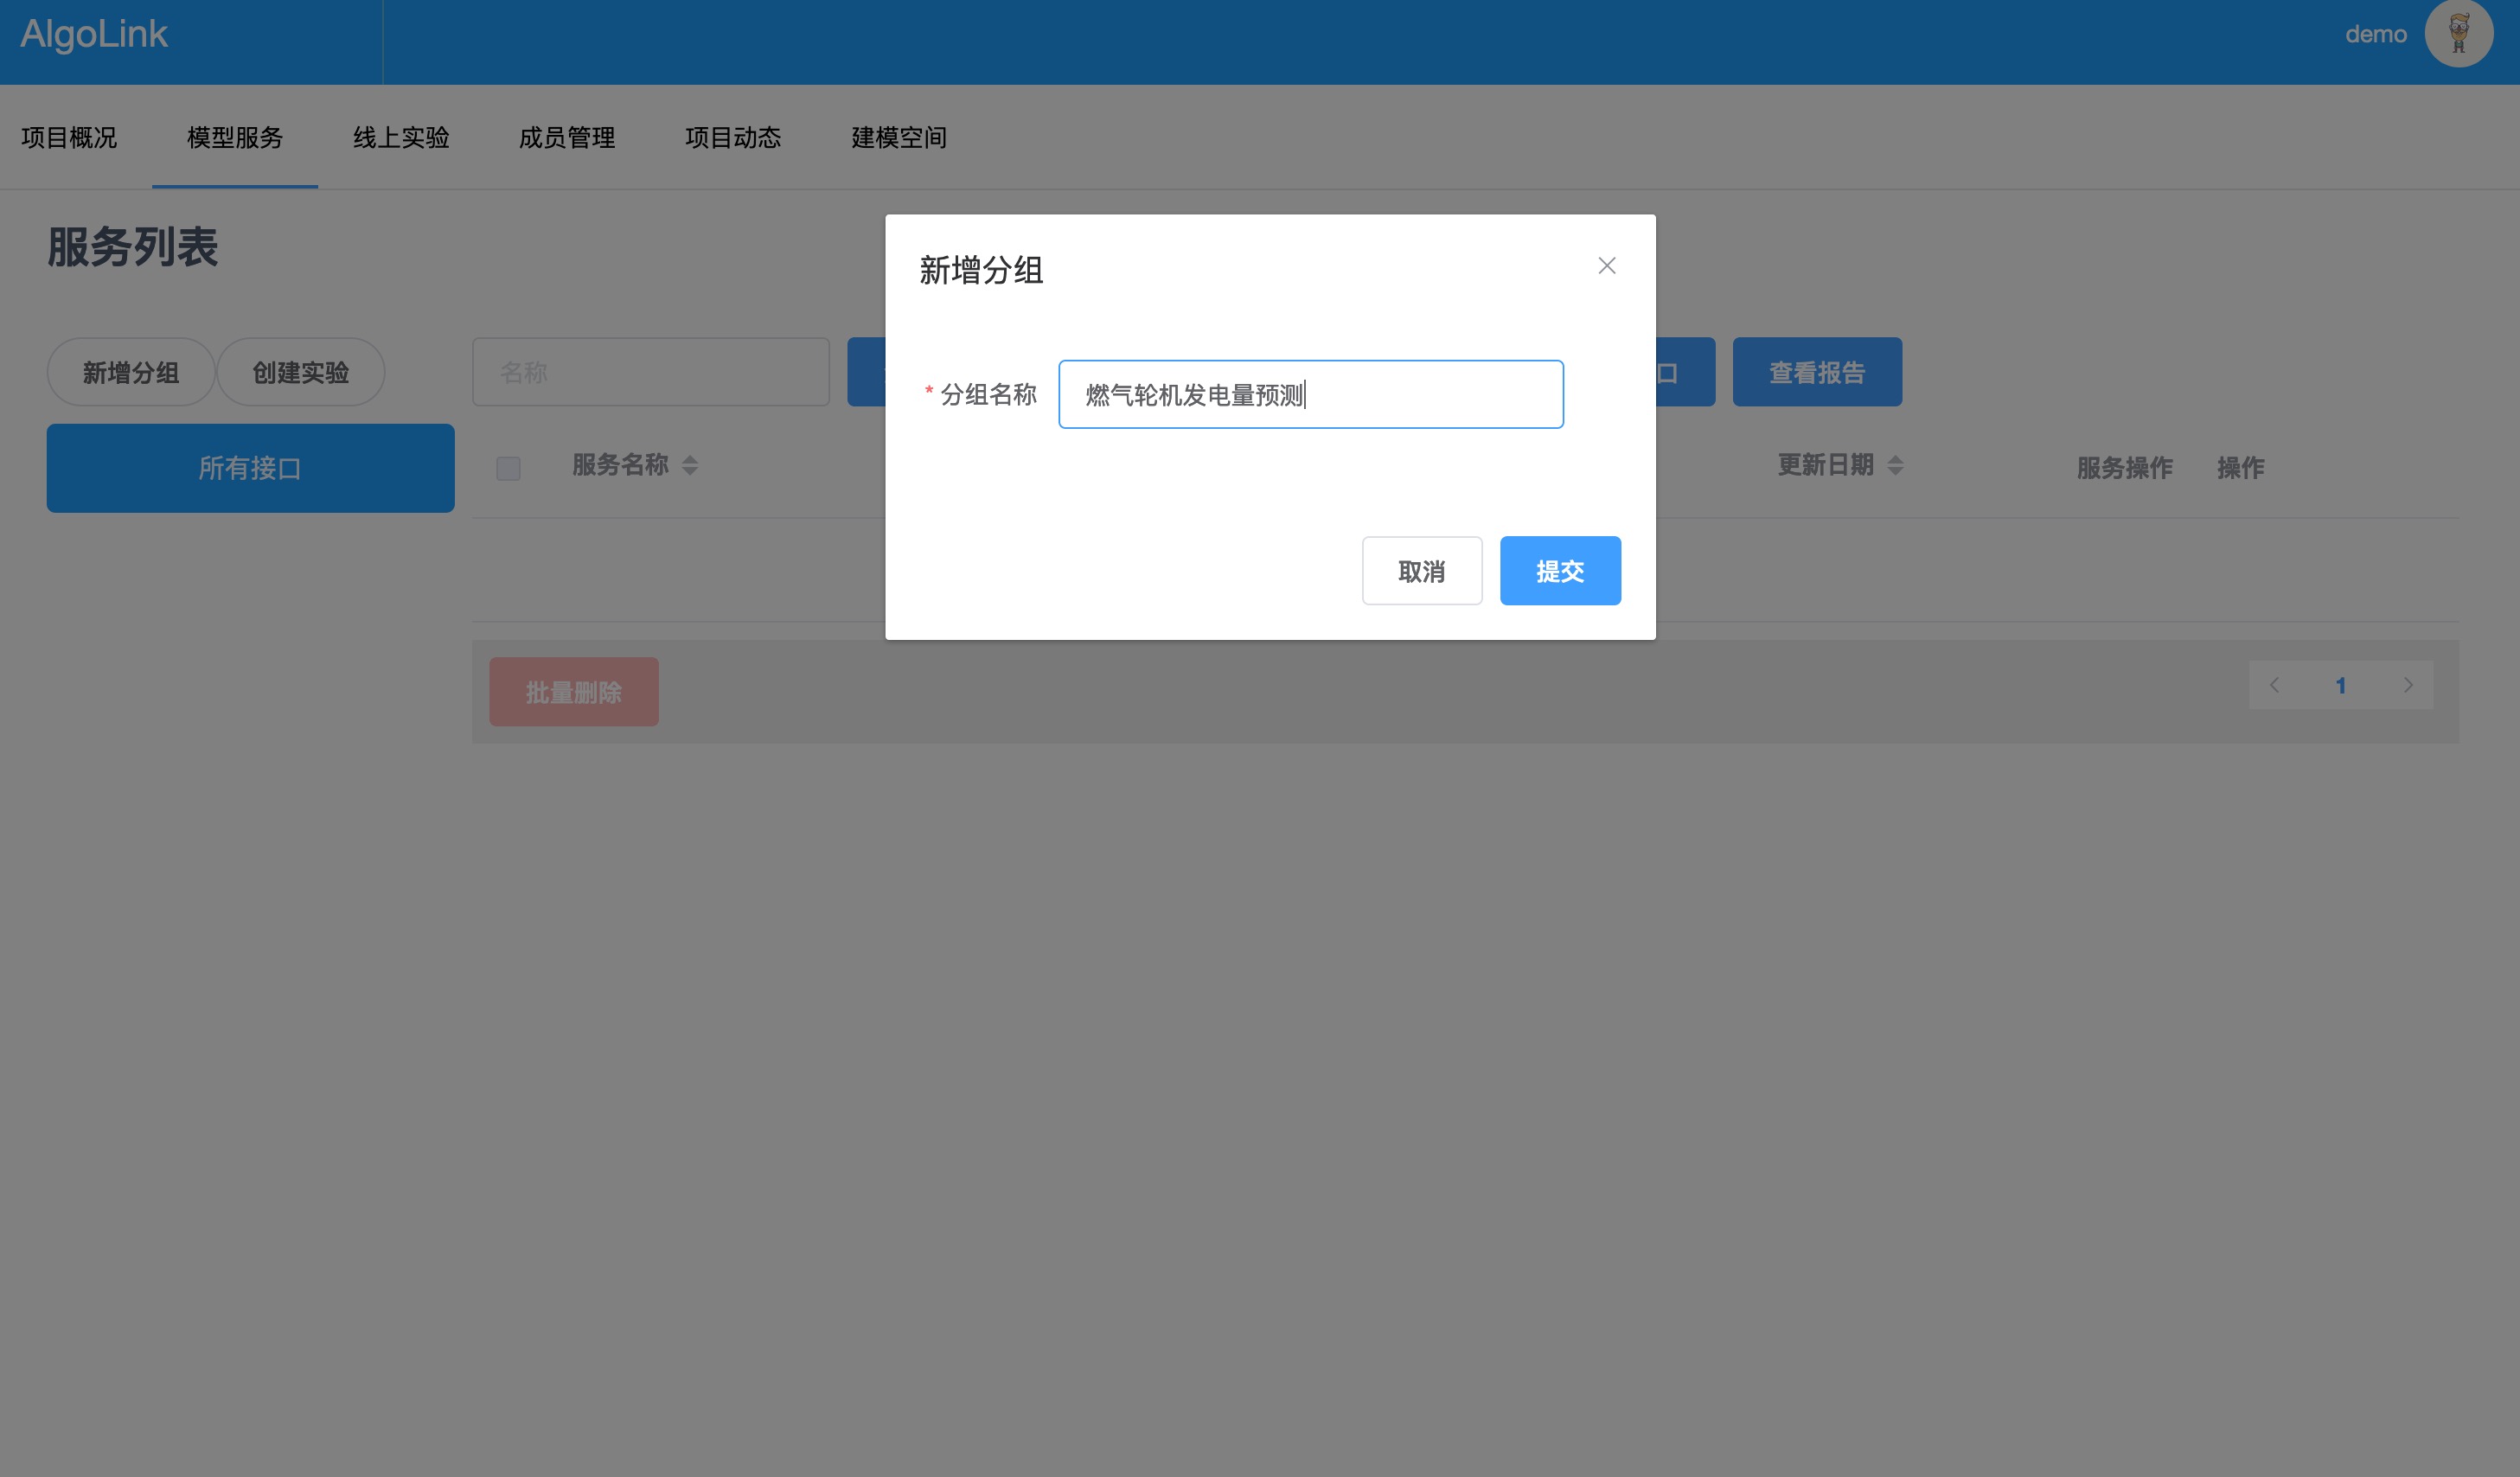 AlgoLink
demo
项目概况 模型服务 线上实验 成员管理 项目动态 建模空间
服务列表
新增分组
* 分组名称 燃气轮机发电量预测
取消 提交
新增分组 创建实验 名称 口 查看报告
所有接口 服务名称 更新日期 服务操作 操作
批量删除 1